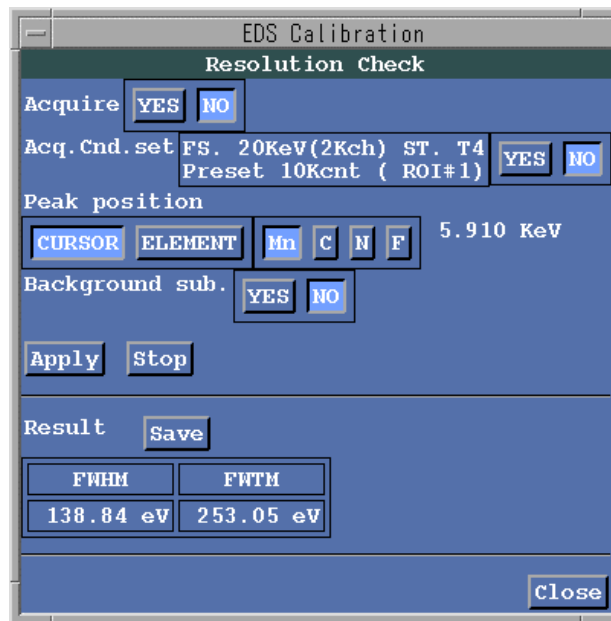 EDS Calibration
Resolution Check
Acquire YES NO
Acq.Cnd.set FS. 20KeV(2Kch) ST. T4 YES NO
Preset 10Kcnt ( ROI#1)
Peak position
CURSOR ELEMENT Mn C N F 5.910 KeV
Background sub. YES NO
Apply Stop
Result Save
FWHM FWTM
138.84 eV 253.05 eV
Close